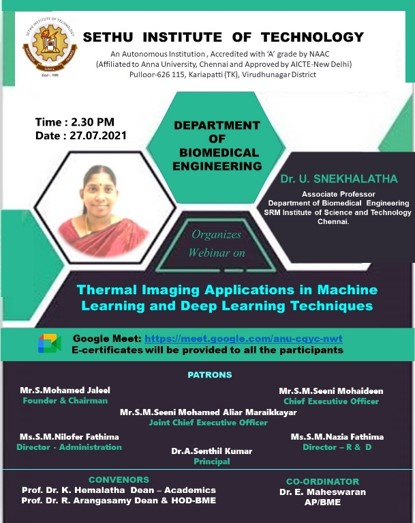 SETHU INSTITUTE OF TECHNOLOGY
An Autonomous Institution, Accredited with 'A' grade by NAAC
(Affiliated to Anna University, Chennai and Approved by AICTE-New Delhi)
Pulloor-626 115, Kariapatti (TK), Virudhunagar District
Time : 2.30 PM
Date : 27.07.2021
DEPARTMENT
OF
BIOMEDICAL
ENGINEERING
Dr. U. SNEKHALATHA
Associate Professor
Department of Biomedical Engineering
SRM Institute of Science and Technology
Chennai.
Organizes
Webinar on
Thermal Imaging Applications in Machine
Learning and Deep Learning Techniques
Google Meet: https://meet.google.com/anu-cqyc-nwt
E-certificates will be provided to all the participants
PATRONS
Mr.S.Mohamed Jaleel
Founder & Chairman
Mr.S.M.Seeni Mohaideen
Chief Executive Officer
Mr.S.M.Seeni Mohamed Aliar Maraikkayar
Joint Chief Executive Officer
Ms.S.M.Nilofer Fathima
Director - Administration
Ms.S.M.Nazia Fathima
Director – R & D
Dr.A.Senthil Kumar
Principal
CONVENORS
Prof. Dr. K. Hemalatha Dean – Academics
Prof. Dr. R. Arangasamy Dean & HOD-BME
CO-ORDINATOR
Dr. E. Maheswaran
AP/BME